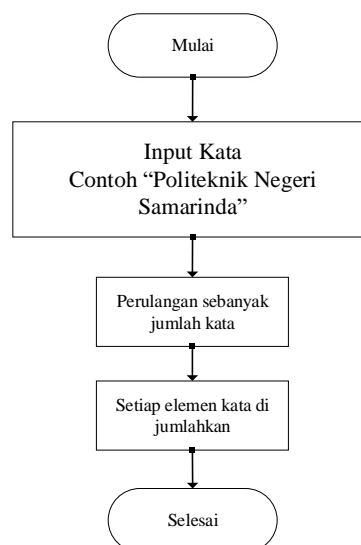 Mulai
Input Kata
Contoh “Politeknik Negeri
Samarinda”
Perulangan sebanyak
jumlah kata
Setiap elemen kata di
jumlahkan
Selesai